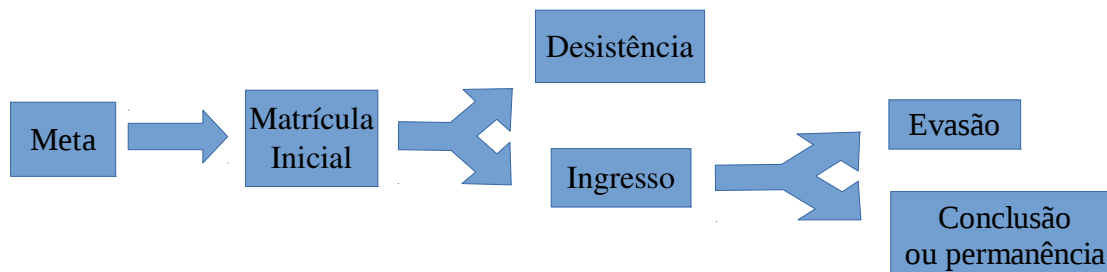 Meta
Matrícula
Inicial
Desistência
Ingresso
Evasão
Conclusão
ou permanência